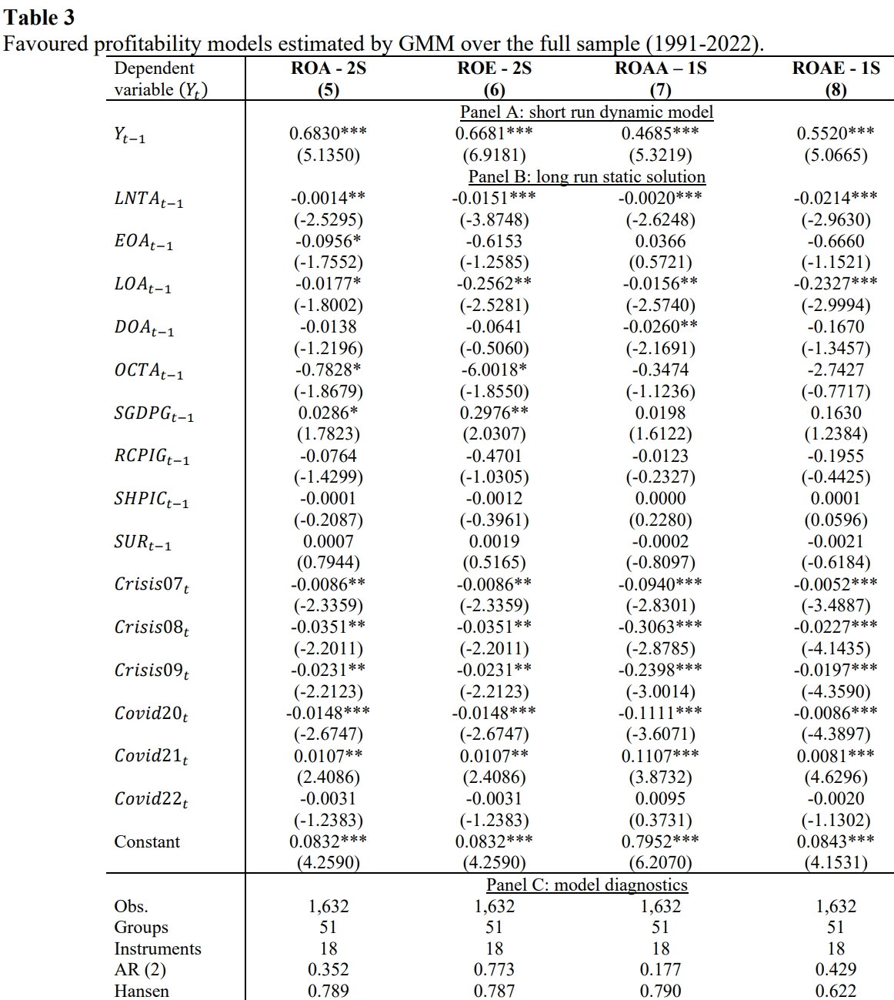 Table 3
Favoured profitability models estimated by GMM over the full sample (1991-2022).
Dependent variable (Y_t) ROA - 2S (5) ROE - 2S (6) ROAA – 1S (7) ROAE - 1S (8)
Panel A: short run dynamic model
Y_{t−1} 0.6830*** 0.6681*** 0.4685*** 0.5520***
(5.1350) (6.9181) (5.3219) (5.0665)
Panel B: long run static solution
LNTA_{t−1} -0.0014** -0.0151*** -0.0020*** -0.0214***
(-2.5295) (-3.8748) (-2.6248) (-2.9630)
EOA_{t−1} -0.0956* -0.6153 0.0366 -0.6660
(-1.7552) (-1.2585) (0.5721) (-1.1521)
LOA_{t−1} -0.0177* -0.2562** -0.0156** -0.2327***
(-1.8002) (-2.5281) (-2.5740) (-2.9994)
DOA_{t−1} -0.0138 -0.0641 -0.0260** -0.1670
(-1.2196) (-0.5060) (-2.1691) (-1.3457)
OCTA_{t−1} -0.7828* -6.0018* -0.3474 -2.7427
(-1.8679) (-1.8550) (-1.1236) (-0.7717)
SGDPG_{t−1} 0.0286* 0.2976** 0.0198 0.1630
(1.7823) (2.0307) (1.6122) (1.2384)
RCPIG_{t−1} -0.0764 -0.4701 -0.0123 -0.1955
(-1.4299) (-1.0305) (-0.2327) (-0.4425)
SHPIC_{t−1} -0.0001 -0.0012 0.0000 0.0001
(-0.2087) (-0.3961) (0.2280) (0.0596)
SUR_{t−1} 0.0007 0.0019 -0.0002 -0.0021
(0.7944) (0.5165) (-0.8097) (-0.6184)
Crisis07_t -0.0086** -0.0086** -0.0940*** -0.0052***
(-2.3359) (-2.3359) (-2.8301) (-3.4887)
Crisis08_t -0.0351** -0.0351** -0.3063*** -0.0227***
(-2.2011) (-2.2011) (-2.8785) (-4.1435)
Crisis09_t -0.0231** -0.0231** -0.2398*** -0.0197***
(-2.2123) (-2.2123) (-3.0014) (-4.3590)
Covid20_t -0.0148*** -0.0148*** -0.1111*** -0.0086***
(-2.6747) (-2.6747) (-3.6071) (-4.3897)
Covid21_t 0.0107** 0.0107** 0.1107*** 0.0081***
(2.4086) (2.4086) (3.8732) (4.6296)
Covid22_t -0.0031 -0.0031 0.0095 -0.0020
(-1.2383) (-1.2383) (0.3731) (-1.1302)
Constant 0.0832*** 0.0832*** 0.7952*** 0.0843***
(4.2590) (4.2590) (6.2070) (4.1531)
Panel C: model diagnostics
Obs. 1,632 1,632 1,632 1,632
Groups 51 51 51 51
Instruments 18 18 18 18
AR (2) 0.352 0.773 0.177 0.429
Hansen 0.789 0.787 0.790 0.622